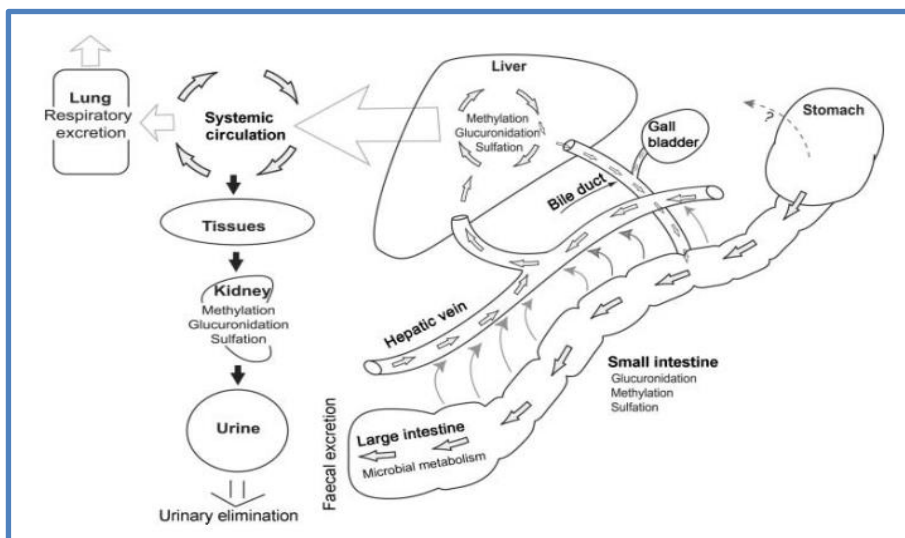 Lung
Respiratory
excretion
Systemic
circulation
Tissues
Kidney
Methylation
Glucuronidation
Sulfation
Urine
Urinary elimination
Liver
Methylation
Glucuronidation
Sulfation
Gall
bladder
Bile duct
Stomach
?
Hepatic vein
Small intestine
Glucuronidation
Methylation
Sulfation
Large intestine
Microbial metabolism
Faecal excretion